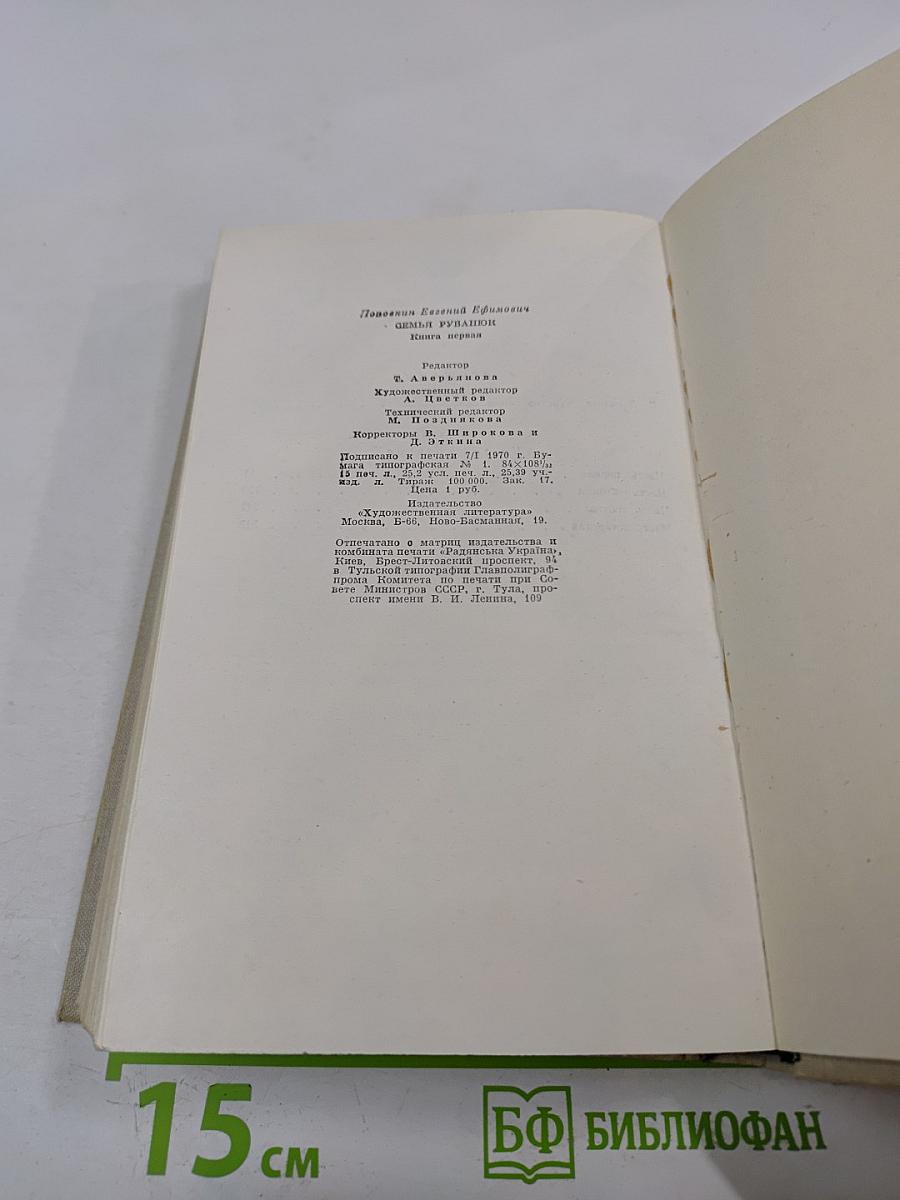 Поповкин Евгений Ефимович
СЕМЬЯ РУБАНЮК
Книга первая
Редактор
Т. Аверьянова
Художественный редактор
А. Цветков
Технический редактор
М. Позднякова
Корректоры В. Широкова и
Д. Эткина
Подписано к печати 7/I 1970 г. Бу-
мага типографская № 1. 84×108 1/32
15 печ. л., 25,2 усл. печ. л., 25,39 уч.-
изд. л. Тираж 100 000. Зак. 17.
Цена 1 руб.
Издательство
«Художественная литература»
Москва, Б-66, Ново-Басманная, 19.
Отпечатано с матриц издательства и
комбината печати «Радянська Україна»,
Киев, Брест-Литовский проспект, 94
в Тульской типографии Главполиграф-
прома Комитета по печати при Со-
вете Министров СССР, г. Тула, про-
спект имени В. И. Ленина, 109
15 см
БФ БИБЛИОФАН